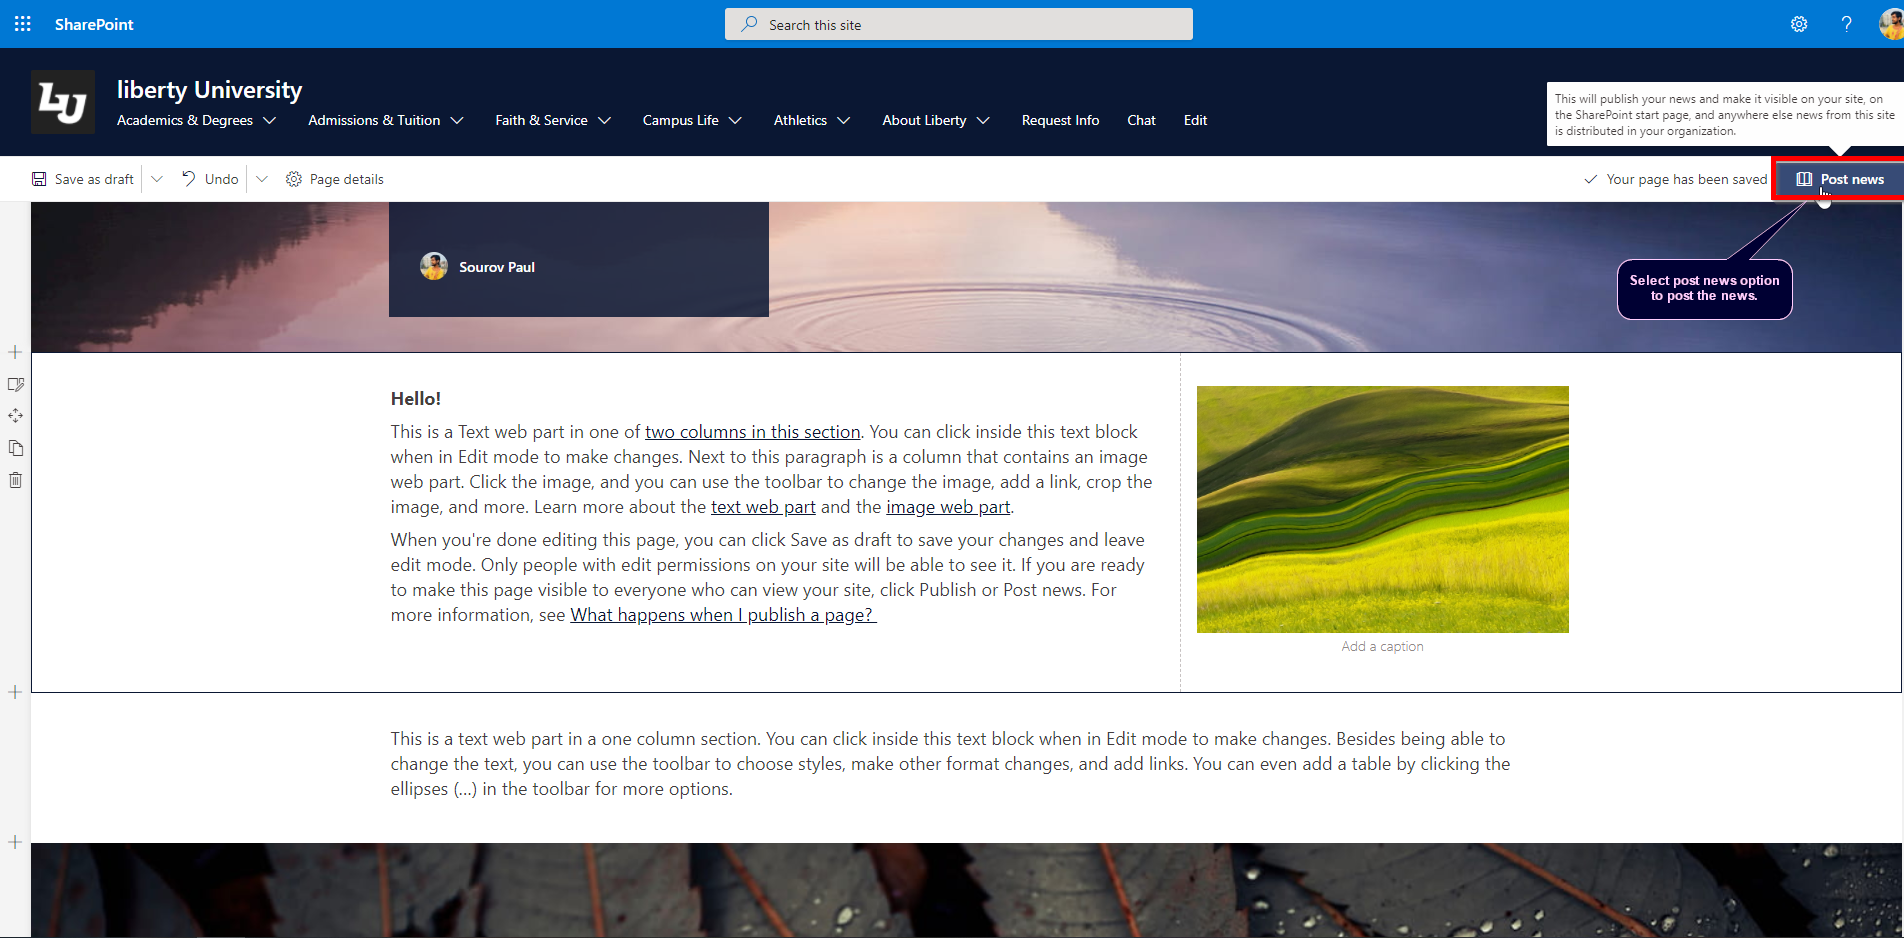 SharePoint
Search this site
?
LU
liberty University
Academics & Degrees
Admissions & Tuition
Faith & Service
Campus Life
Athletics
About Liberty
Request Info
Chat
Edit
This will publish your news and make it visible on your site, on
the SharePoint start page, and anywhere else news from this site
is distributed in your organization.
Save as draft
Undo
Page details
Your page has been saved
Post news
Sourov Paul
Select post news option
to post the news.
Hello!
This is a Text web part in one of two columns in this section. You can click inside this text block
when in Edit mode to make changes. Next to this paragraph is a column that contains an image
web part. Click the image, and you can use the toolbar to change the image, add a link, crop the
image, and more. Learn more about the text web part and the image web part.
When you're done editing this page, you can click Save as draft to save your changes and leave
edit mode. Only people with edit permissions on your site will be able to see it. If you are ready
to make this page visible to everyone who can view your site, click Publish or Post news. For
more information, see What happens when I publish a page?
Add a caption
This is a text web part in a one column section. You can click inside this text block when in Edit mode to make changes. Besides being able to
change the text, you can use the toolbar to choose styles, make other format changes, and add links. You can even add a table by clicking the
ellipses (...) in the toolbar for more options.